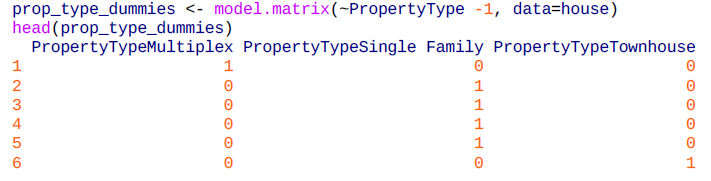 prop_type_dummies <- model.matrix(~PropertyType -1, data=house)
head(prop_type_dummies)
  PropertyTypeMultiplex PropertyTypeSingle Family PropertyTypeTownhouse
1                     1                         0                     0
2                     0                         1                     0
3                     0                         1                     0
4                     0                         1                     0
5                     0                         1                     0
6                     0                         0                     1